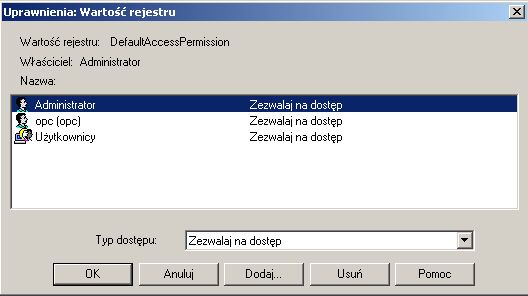 Uprawnienia: Wartość rejestru
Wartość rejestru: DefaultAccessPermission
Właściciel: Administrator
Nazwa:
Administrator Zezwalaj na dostęp
opc (opc) Zezwalaj na dostęp
Użytkownicy Zezwalaj na dostęp
Typ dostępu: Zezwalaj na dostęp
OK Anuluj Dodaj... Usuń Pomoc